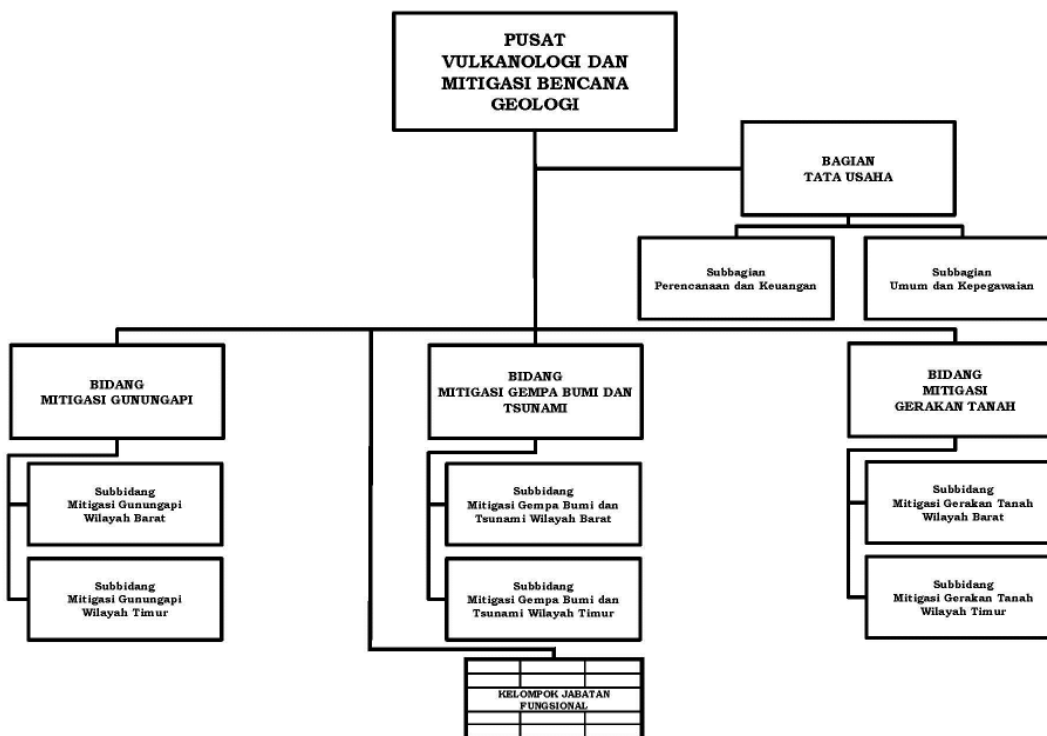 PUSAT
VULKANOLOGI DAN
MITIGASI BENCANA
GEOLOGI
BAGIAN
TATA USAHA
Subbagian
Perencanaan dan Keuangan
Subbagian
Umum dan Kepegawaian
BIDANG
MITIGASI GUNUNGAPI
BIDANG
MITIGASI GEMPA BUMI DAN
TSUNAMI
BIDANG
MITIGASI
GERAKAN TANAH
Subbidang
Mitigasi Gunungapi
Wilayah Barat
Subbidang
Mitigasi Gempa Bumi dan
Tsunami Wilayah Barat
Subbidang
Mitigasi Gerakan Tanah
Wilayah Barat
Subbidang
Mitigasi Gunungapi
Wilayah Timur
Subbidang
Mitigasi Gempa Bumi dan
Tsunami Wilayah Timur
Subbidang
Mitigasi Gerakan Tanah
Wilayah Timur
KELOMPOK JABATAN
FUNGSIONAL